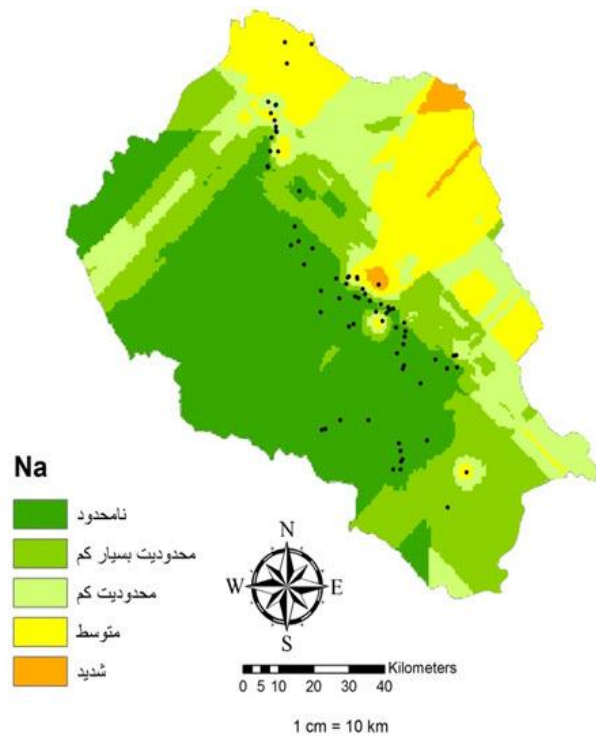 Na
نامحدود
محدودیت بسیار کم
محدودیت کم
متوسط
شدید
N
W E
S
Kilometers
0 5 10 20 30 40
1 cm = 10 km